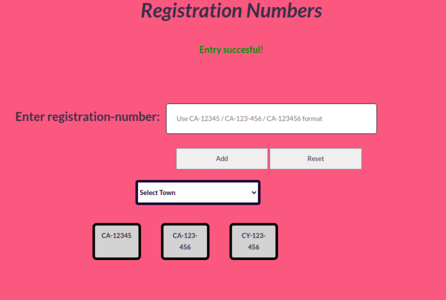 Registration Numbers
Entry succesful!
Enter registration-number:
Use CA-12345 / CA-123-456 / CA-123456 format
Add
Reset
Select Town
CA-12345
CA-123-
456
CY-123-
456